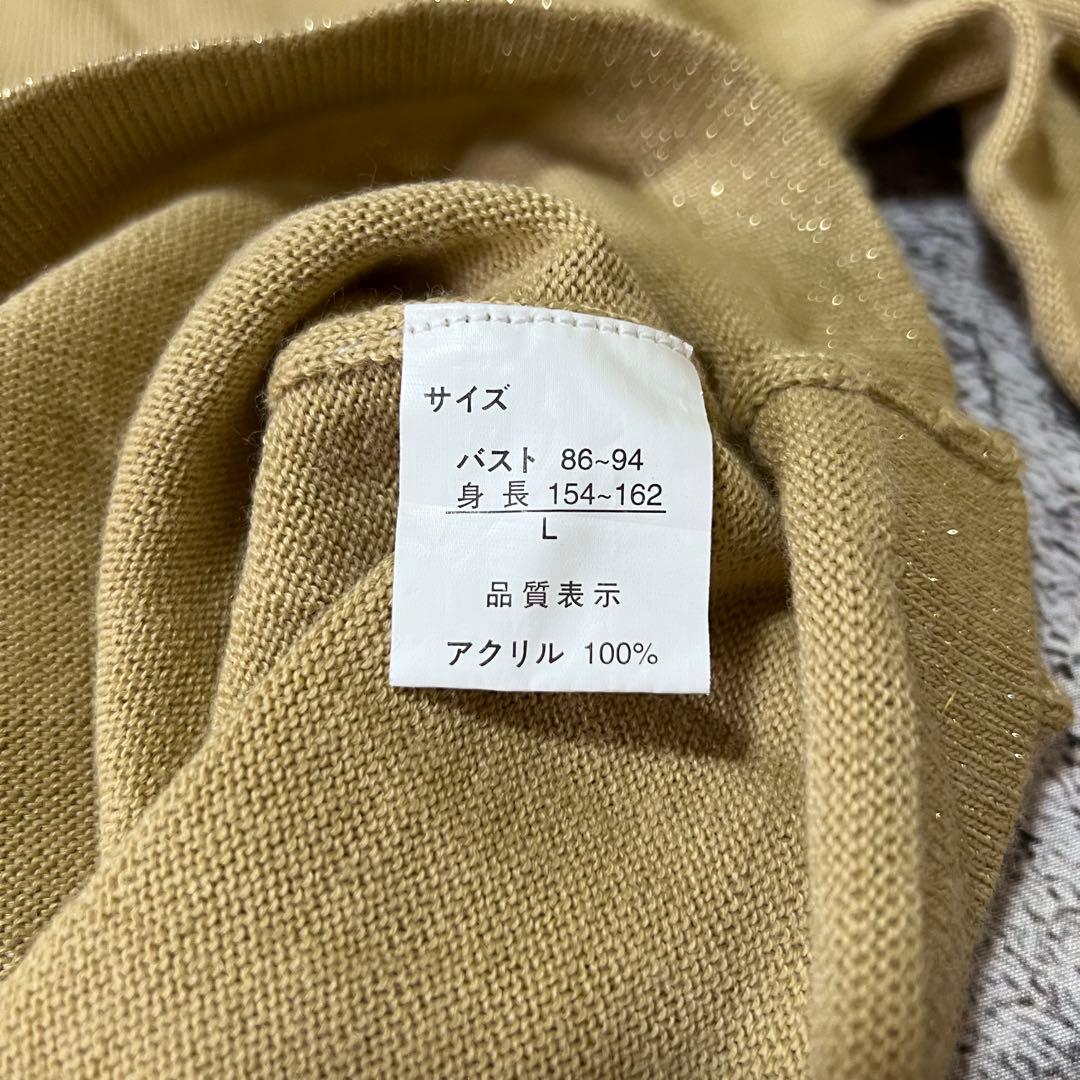 サイズ
バスト 86~94
身長 154~162
L
品質表示
アクリル 100%